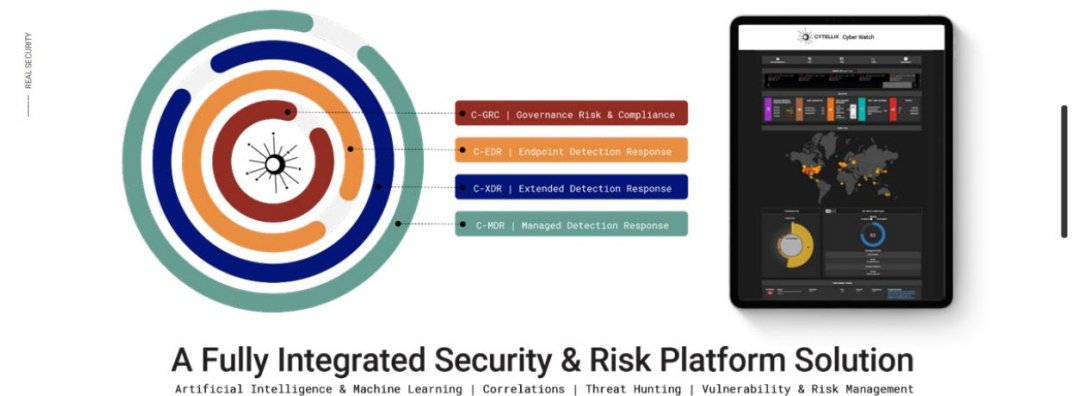 REAL SECURITY
CYTELLIX Cyber Watch
C-GRC | Governance Risk & Compliance
C-EDR | Endpoint Detection Response
C-XDR | Extended Detection Response
C-MDR | Managed Detection Response
A Fully Integrated Security & Risk Platform Solution
Artificial Intelligence & Machine Learning | Correlations | Threat Hunting | Vulnerability & Risk Management